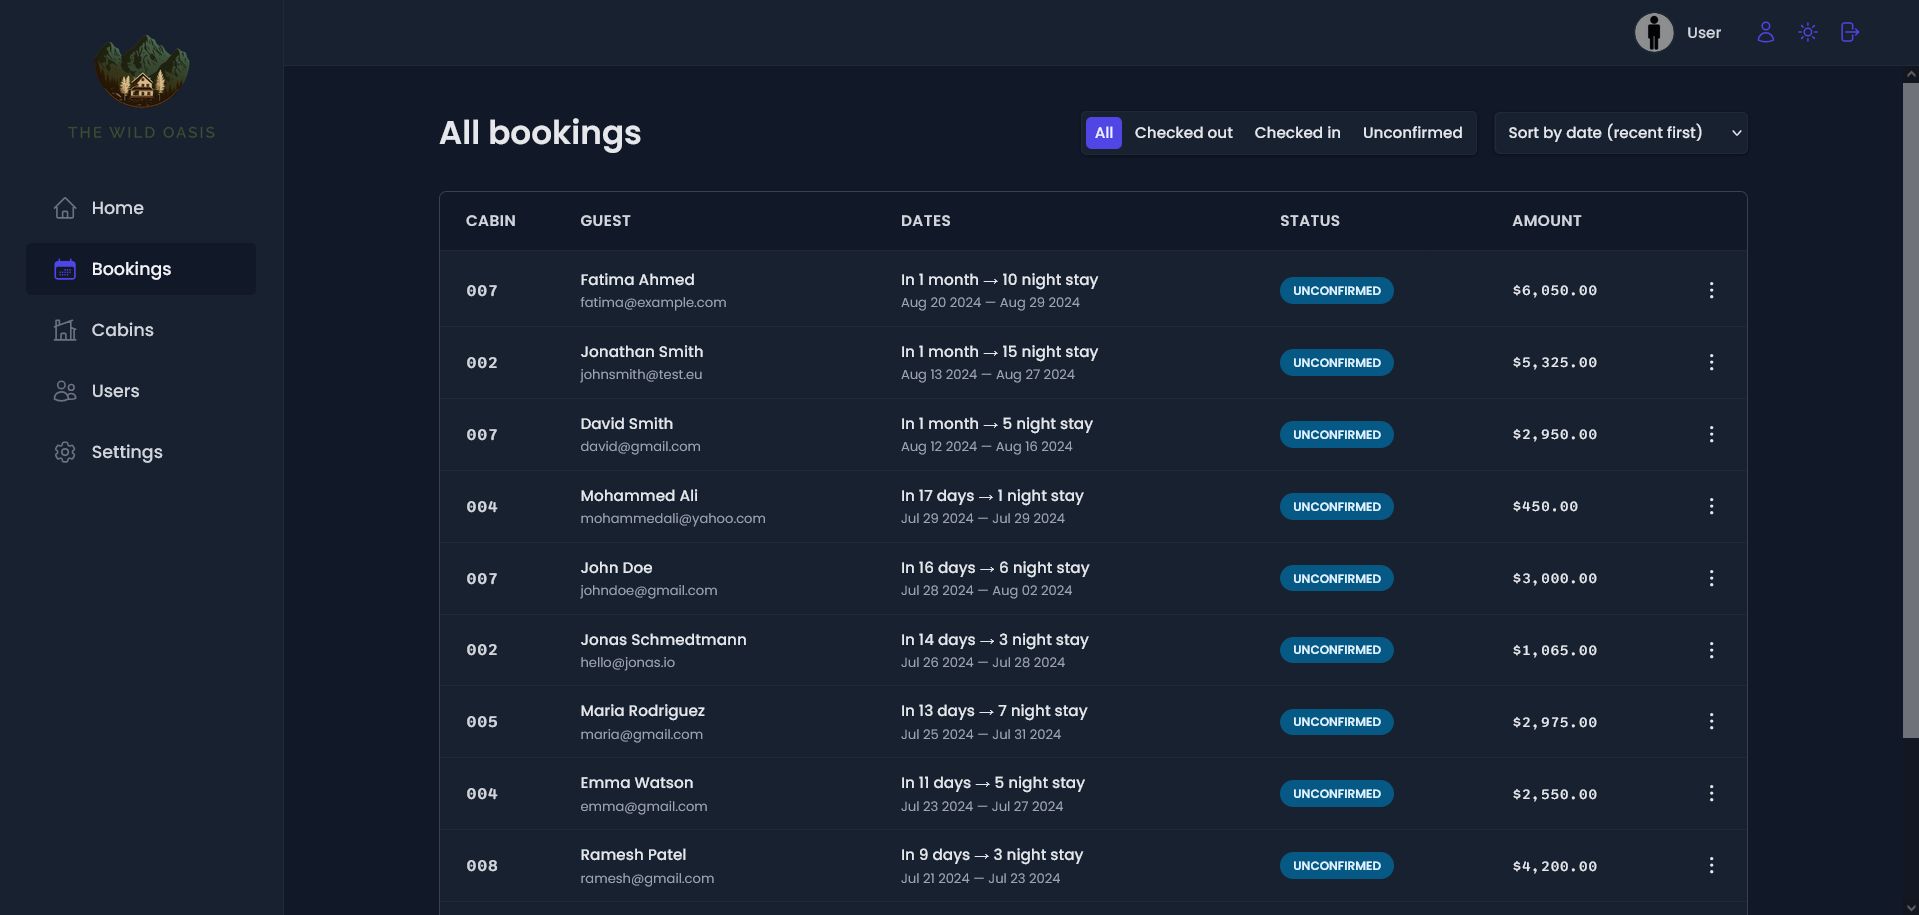 THE WILD OASIS
User
Home
Bookings
Cabins
Users
Settings
All bookings
All Checked out Checked in Unconfirmed
Sort by date (recent first)
CABIN GUEST DATES STATUS AMOUNT
007 Fatima Ahmed In 1 month → 10 night stay UNCONFIRMED $6,050.00
fatima@example.com Aug 20 2024 — Aug 29 2024
002 Jonathan Smith In 1 month → 15 night stay UNCONFIRMED $5,325.00
johnsmith@test.eu Aug 13 2024 — Aug 27 2024
007 David Smith In 1 month → 5 night stay UNCONFIRMED $2,950.00
david@gmail.com Aug 12 2024 — Aug 16 2024
004 Mohammed Ali In 17 days → 1 night stay UNCONFIRMED $450.00
mohammedali@yahoo.com Jul 29 2024 — Jul 29 2024
007 John Doe In 16 days → 6 night stay UNCONFIRMED $3,000.00
johndoe@gmail.com Jul 28 2024 — Aug 02 2024
002 Jonas Schmedtmann In 14 days → 3 night stay UNCONFIRMED $1,065.00
hello@jonas.io Jul 26 2024 — Jul 28 2024
005 Maria Rodriguez In 13 days → 7 night stay UNCONFIRMED $2,975.00
maria@gmail.com Jul 25 2024 — Jul 31 2024
004 Emma Watson In 11 days → 5 night stay UNCONFIRMED $2,550.00
emma@gmail.com Jul 23 2024 — Jul 27 2024
008 Ramesh Patel In 9 days → 3 night stay UNCONFIRMED $4,200.00
ramesh@gmail.com Jul 21 2024 — Jul 23 2024